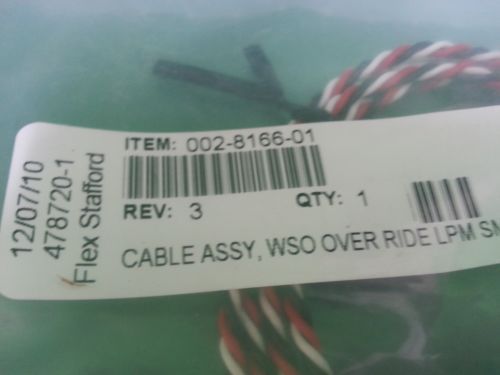 12/07/10
478720-1
Flex Stafford
ITEM: 002-8166-01
REV: 3 QTY: 1
CABLE ASSY, WSO OVER RIDE LPM